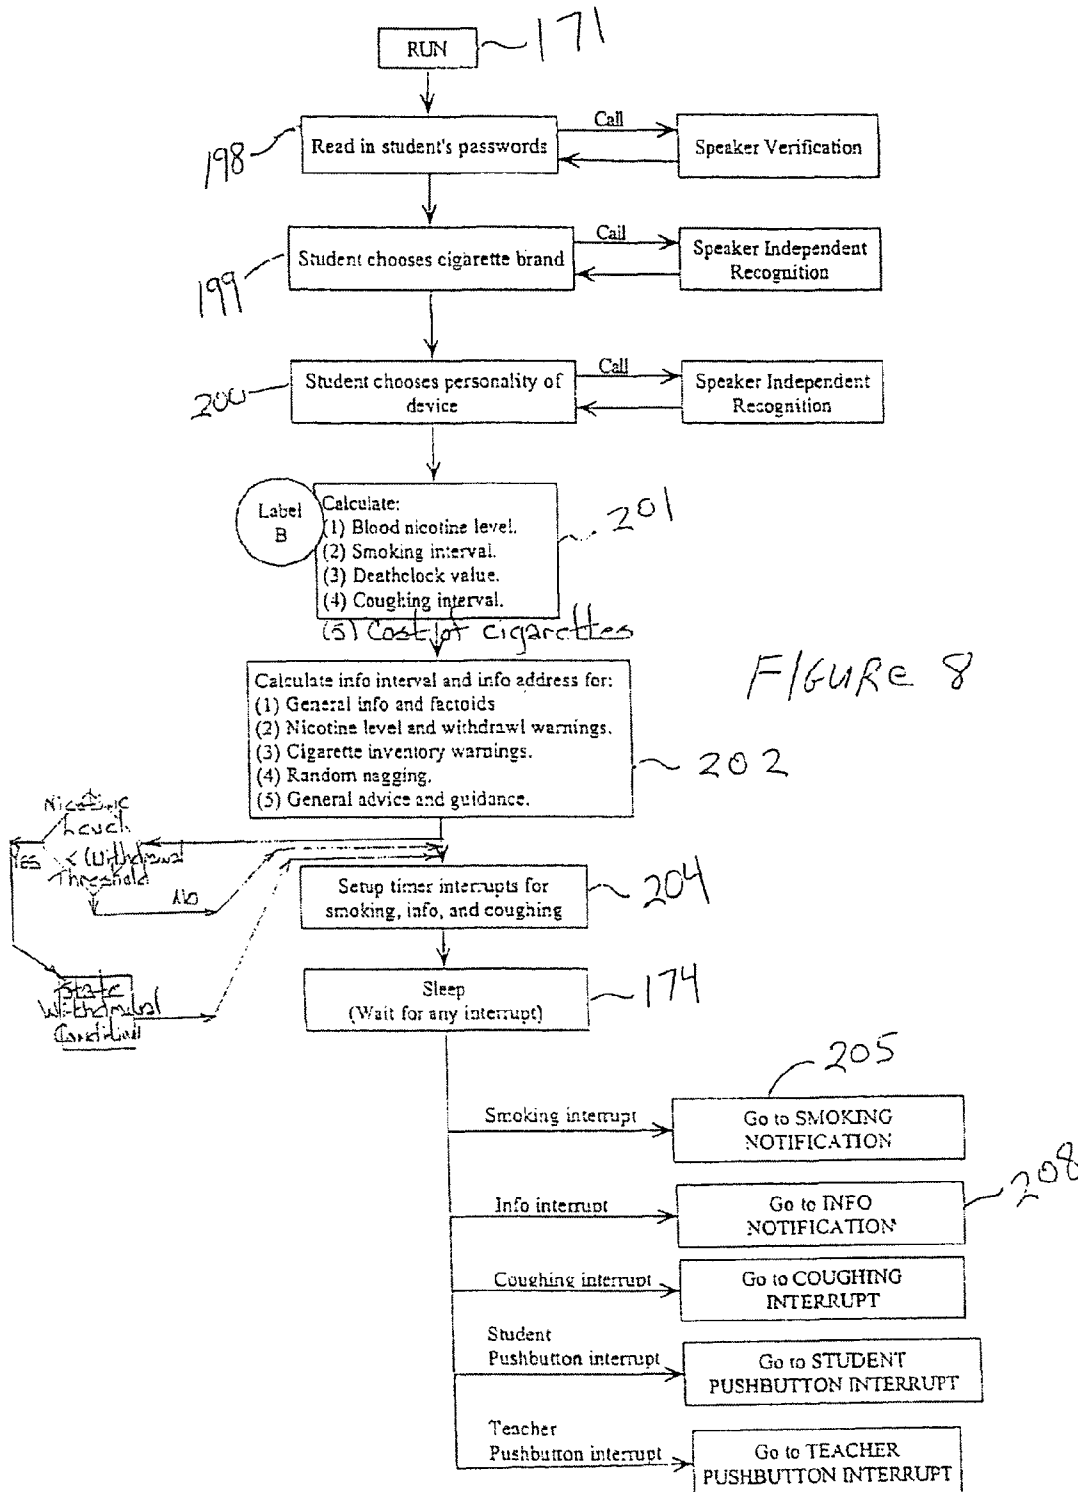 RUN
171
198
Read in student's passwords
Call
Speaker Verification
199
Student chooses cigarette brand
Call
Speaker Independent
Recognition
200
Student chooses personality of
device
Call
Speaker Independent
Recognition
Label
B
Calculate:
(1) Blood nicotine level.
(2) Smoking interval.
(3) Deathclock value.
(4) Coughing interval.
(5) Cost of cigarettes
201
FIGURE 8
Calculate info interval and info address for:
(1) General info and factoids
(2) Nicotine level and withdrawl warnings.
(3) Cigarette inventory warnings.
(4) Random nagging.
(5) General advice and guidance.
202
Nicotine
Level
< Withdrawal
Threshold
Yes
No
State
Withdrawal
Condition
Setup timer interrupts for
smoking, info, and coughing
204
Sleep
(Wait for any interrupt)
174
205
Smoking interrupt
Go to SMOKING
NOTIFICATION
208
Info interrupt
Go to INFO
NOTIFICATION
Coughing interrupt
Go to COUGHING
INTERRUPT
Student
Pushbutton interrupt
Go to STUDENT
PUSHBUTTON INTERRUPT
Teacher
Pushbutton interrupt
Go to TEACHER
PUSHBUTTON INTERRUPT